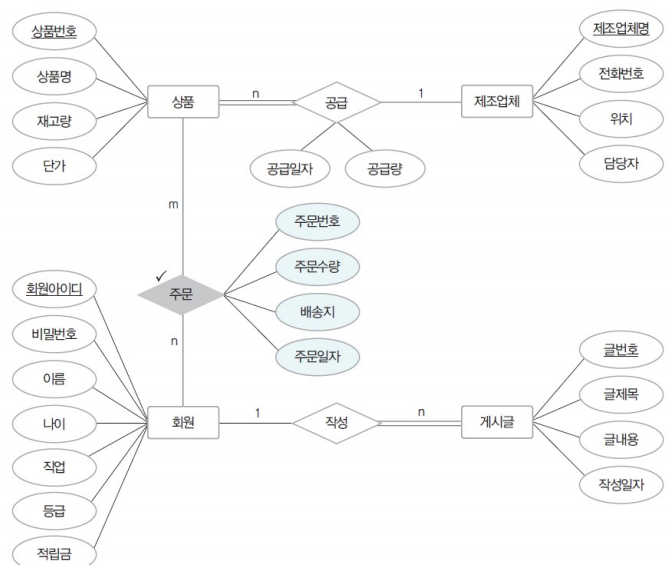 상품번호
상품명
재고량
단가
상품
n
공급
1
제조업체
제조업체명
전화번호
위치
담당자
공급일자
공급량
m
주문
n
주문번호
주문수량
배송지
주문일자
회원아이디
비밀번호
이름
나이
직업
등급
적립금
회원
1
작성
n
게시글
글번호
글제목
글내용
작성일자